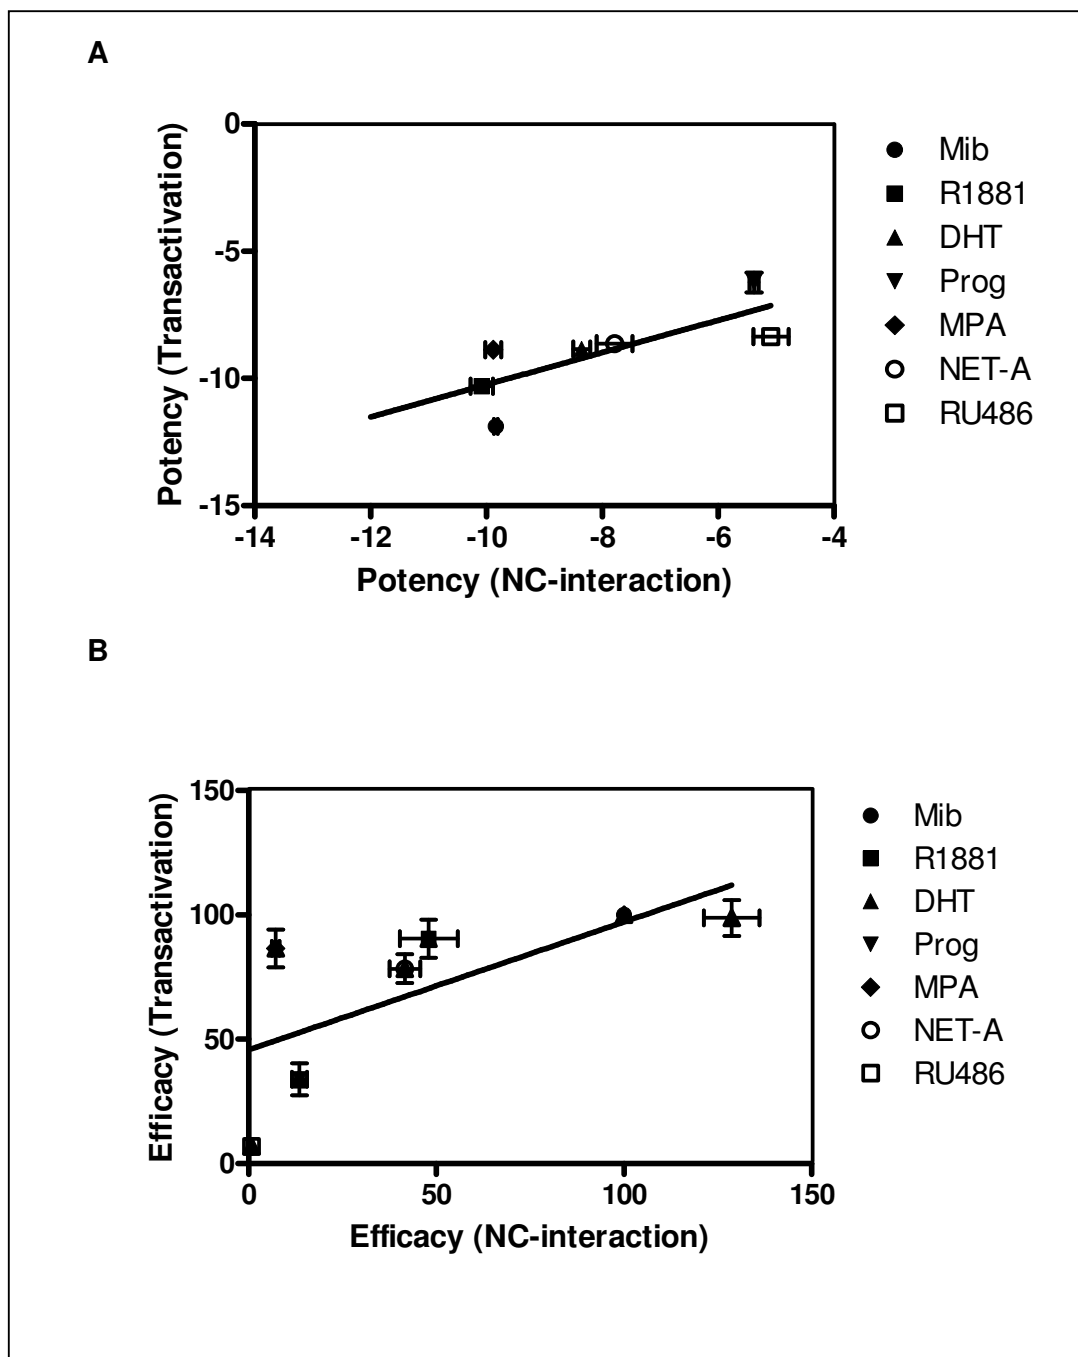 A
Potency (Transactivation)
0
-5
-10
-15
-14 -12 -10 -8 -6 -4
Potency (NC-interaction)
Mib
R1881
DHT
Prog
MPA
NET-A
RU486
B
Efficacy (Transactivation)
150
100
50
0
0 50 100 150
Efficacy (NC-interaction)
Mib
R1881
DHT
Prog
MPA
NET-A
RU486